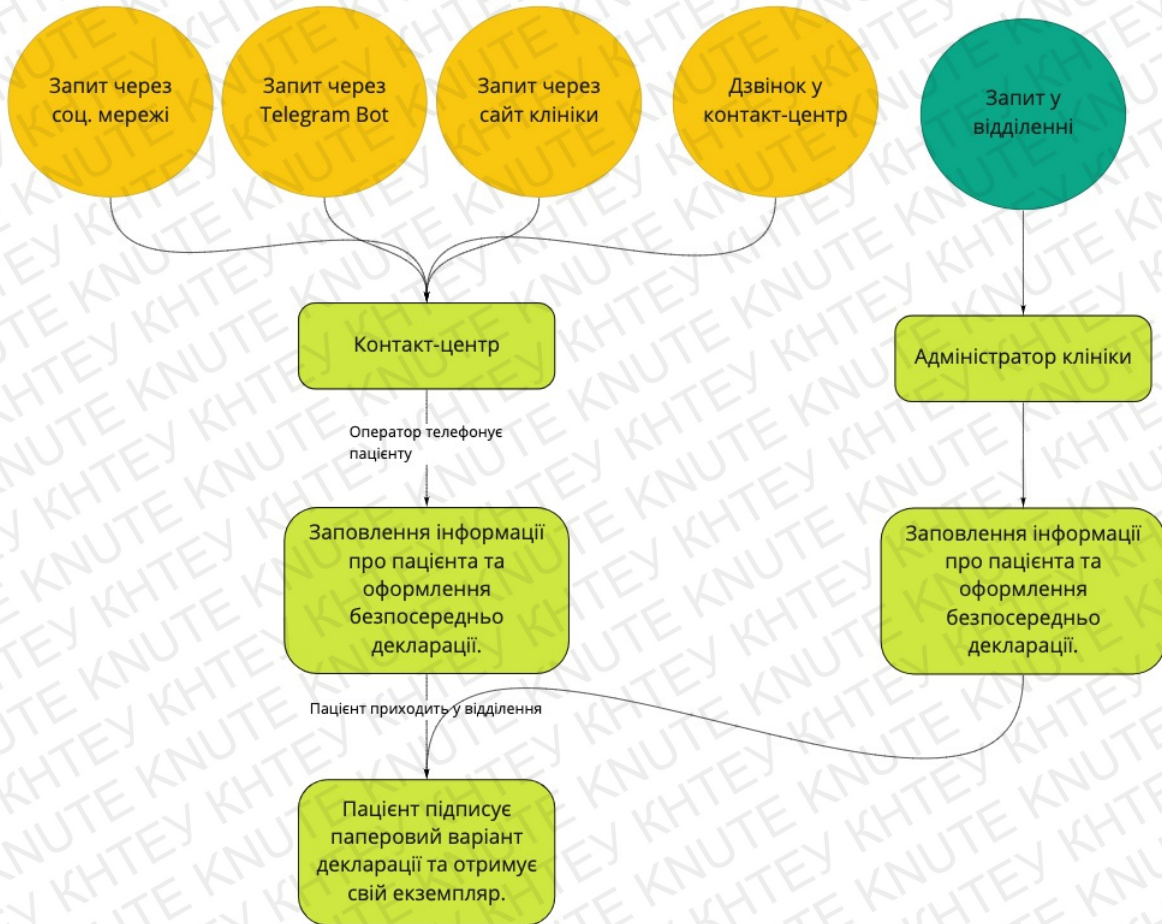 Запит через
соц. мережі
Запит через
Telegram Bot
Запит через
сайт клініки
Дзвінок у
контакт-центр
Запит у
відділенні
Контакт-центр
Адміністратор клініки
Оператор телефонує
пацієнту
Заповлення інформації
про пацієнта та
оформлення
безпосередньо
декларації.
Заповлення інформації
про пацієнта та
оформлення
безпосередньо
декларації.
Пацієнт приходить у відділення
Пацієнт підписує
паперовий варіант
декларації та отримує
свій екземпляр.
KNUTE КНТЕУ